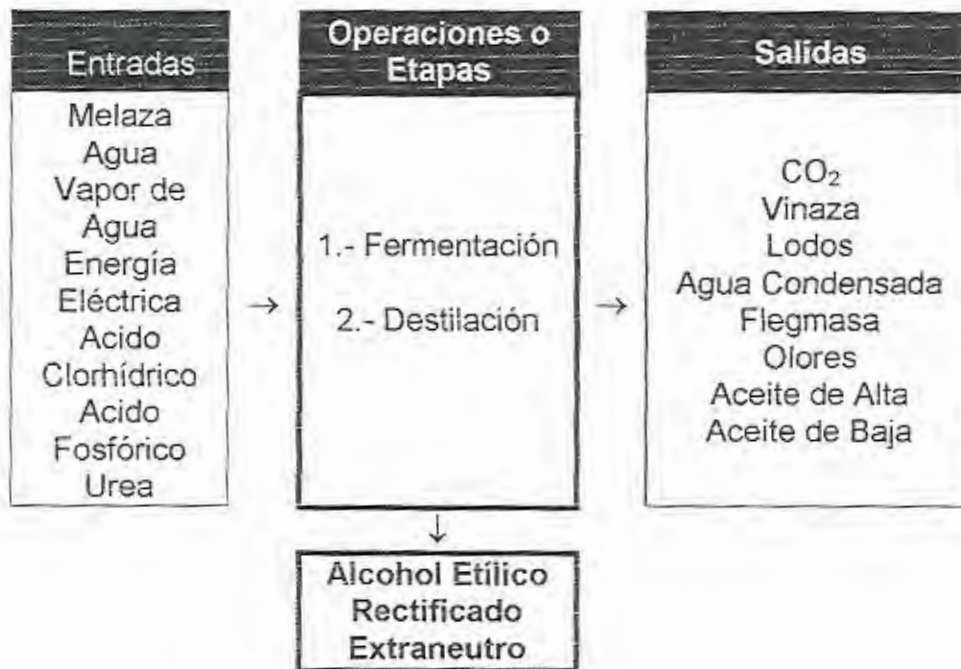 Entradas
Melaza
Agua
Vapor de
Agua
Energía
Eléctrica
Acido
Clorhídrico
Acido
Fosfórico
Urea
→
Operaciones o
Etapas
1.- Fermentación
2.- Destilación
→
Salidas
CO₂
Vinaza
Lodos
Agua Condensada
Flegmasa
Olores
Aceite de Alta
Aceite de Baja
↓
Alcohol Etílico
Rectificado
Extraneutro